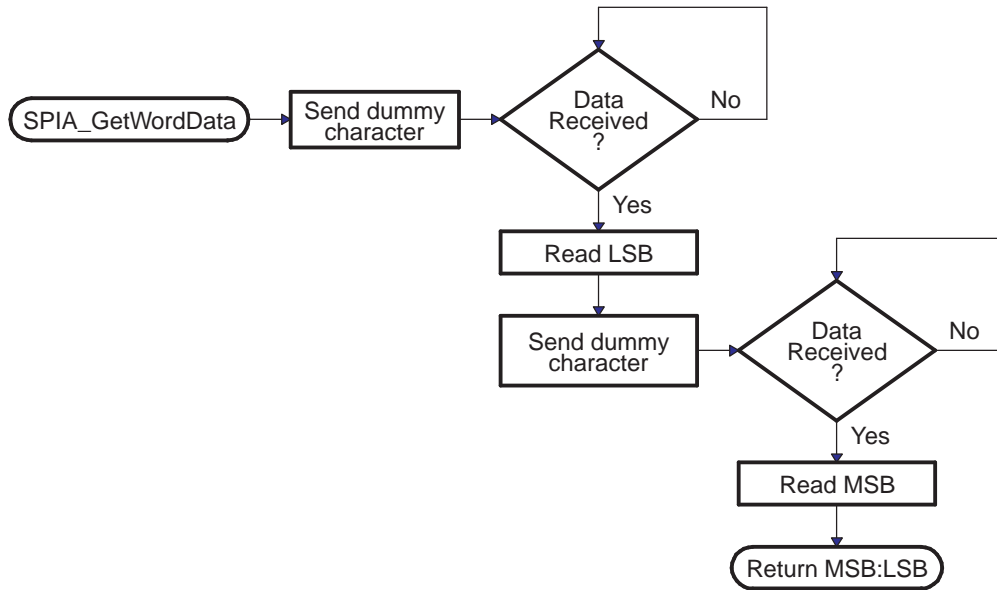 SPIA_GetWordData
Send dummy
character
Data
Received
?
No
Yes
Read LSB
Send dummy
character
Data
Received
?
No
Yes
Read MSB
Return MSB:LSB